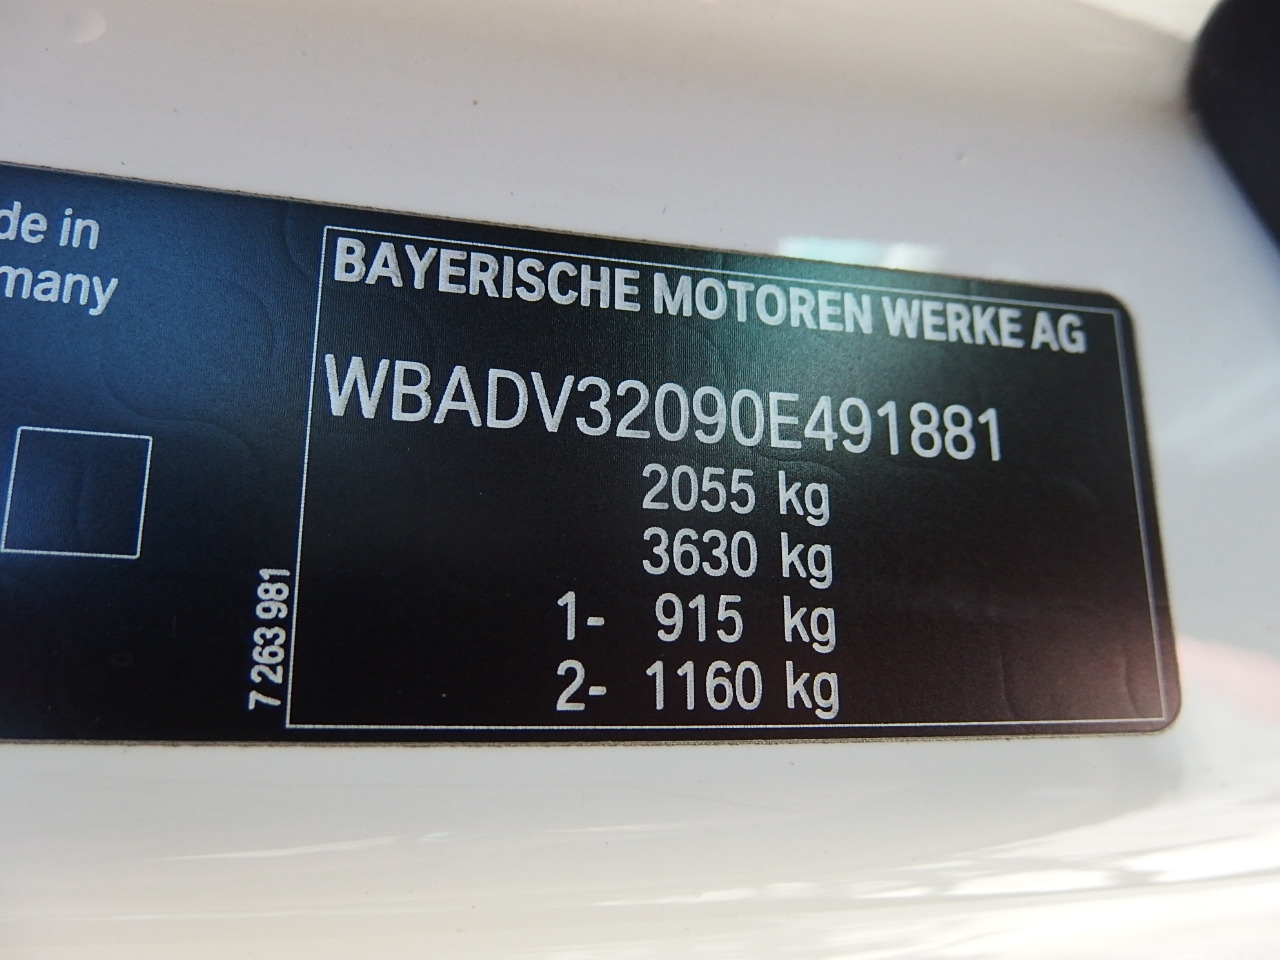 de in
many
BAYERISCHE MOTOREN WERKE AG
WBADV32090E491881
2055 kg
3630 kg
1- 915 kg
2- 1160 kg
7 263 981